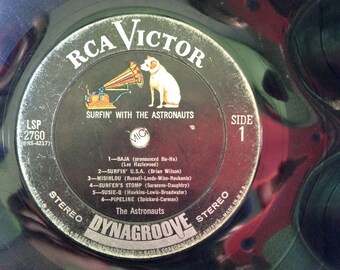 RCA VICTOR
SURFIN' WITH THE ASTRONAUTS
LSP
2760
SIDE
1
1—BAJA (pronounced Ba-Ha)
(Lee Hazlewood)
2—SURFIN' U.S.A. (Brian Wilson)
3—MISIRLOU (Russell-Leeds-Wise-Roubanis)
4—SURFER'S STOMP (Saraceno-Daughtry)
5—SUSIE-Q (Hawkins-Lewis-Broadwater)
6—PIPELINE (Spickard-Carman)
The Astronauts
STEREO
DYNAGROOVE
STEREO